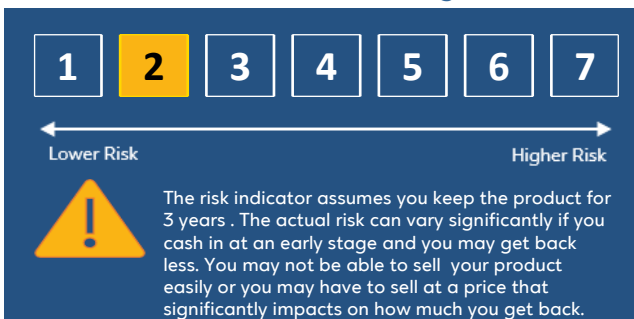 1 2 3 4 5 6 7
Lower Risk Higher Risk
!
The risk indicator assumes you keep the product for
3 years . The actual risk can vary significantly if you
cash in at an early stage and you may get back
less. You may not be able to sell your product
easily or you may have to sell at a price that
significantly impacts on how much you get back.